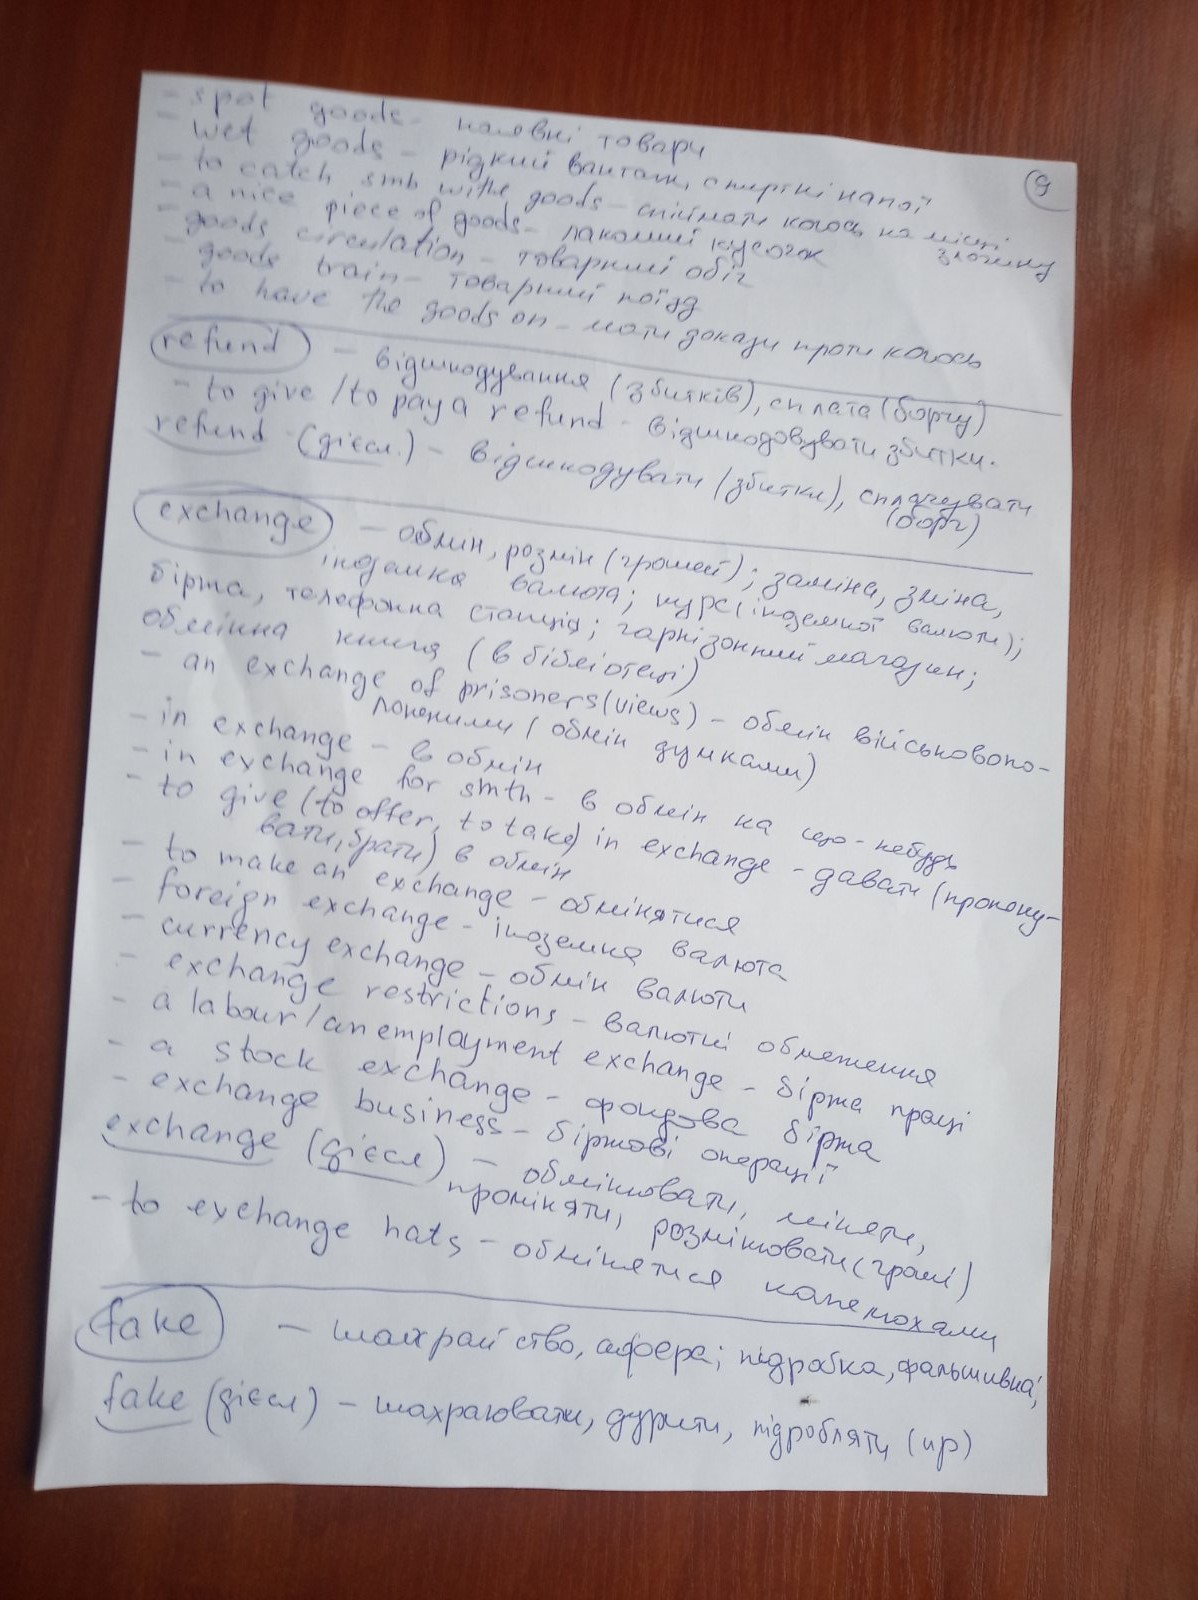 9
- spot goods - наявні товари
- wet goods - рідкий вантаж, спиртні напої
- to catch smb with the goods - спіймати когось на місці
злочину
- a nice piece of goods - ласкавий кусочок
- goods circulation - товарний обіг
- goods train - товарний поїзд
- to have the goods on - мати докази проти когось
refund - відшкодування (збитків), сплата (боргу)
- to give / to pay a refund - відшкодовувати збитки.
refund (дієсл.) - відшкодувати (збитки), сплачувати
(борг)
exchange - обмін, розмін (грошей); заміна, зміна,
іноземна валюта; курс (іноземної валюти);
біржа, телефонна станція; гарнізонний магазин;
обмінна книга (в бібліотеці)
- an exchange of prisoners (views) - обмін військовопо-
лоненими (обмін думками)
- in exchange - в обмін
- in exchange for smth - в обмін на що-небудь
- to give (to offer, to take) in exchange - давати (пропону-
вати, брати) в обмін
- to make an exchange - обмінятися
- foreign exchange - іноземна валюта
- currency exchange - обмін валюти
- exchange restrictions - валютні обмеження
- a labour / an employment exchange - біржа праці
- a stock exchange - фондова біржа
- exchange business - біржові операції
exchange (дієсл) - обмінювати, міняти,
проміняти, розмінювати (гроші)
- to exchange hats - обмінятися капелюхами
fake - шахрайство, афера; підробка, фальшивка;
fake (дієсл) - шахраювати, дурити, підробляти (пр)